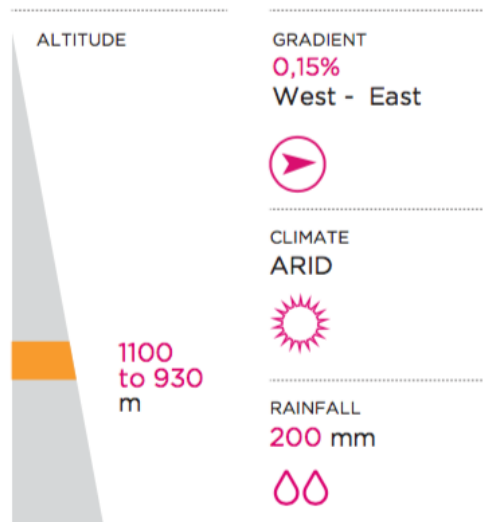 ALTITUDE
1100
to 930
m
GRADIENT
0,15%
West - East
CLIMATE
ARID
RAINFALL
200 mm